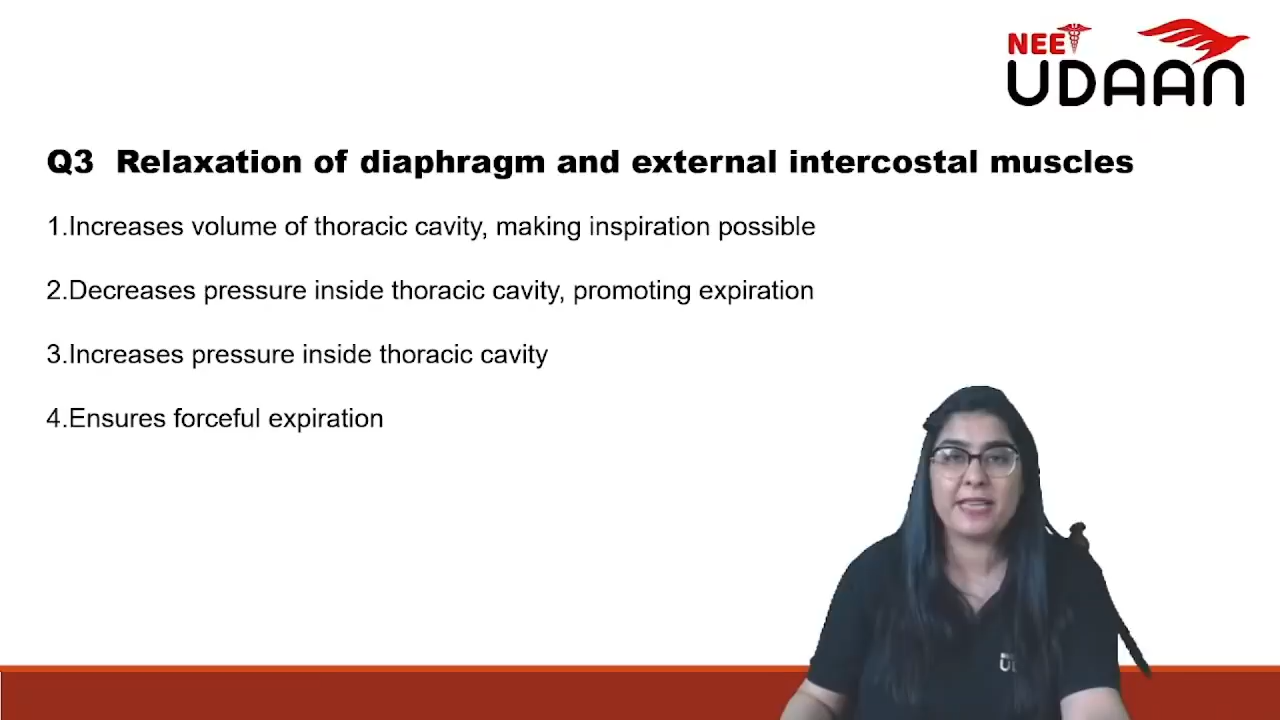 NEET
UDAAN
Q3 Relaxation of diaphragm and external intercostal muscles
1.Increases volume of thoracic cavity, making inspiration possible
2.Decreases pressure inside thoracic cavity, promoting expiration
3.Increases pressure inside thoracic cavity
4.Ensures forceful expiration